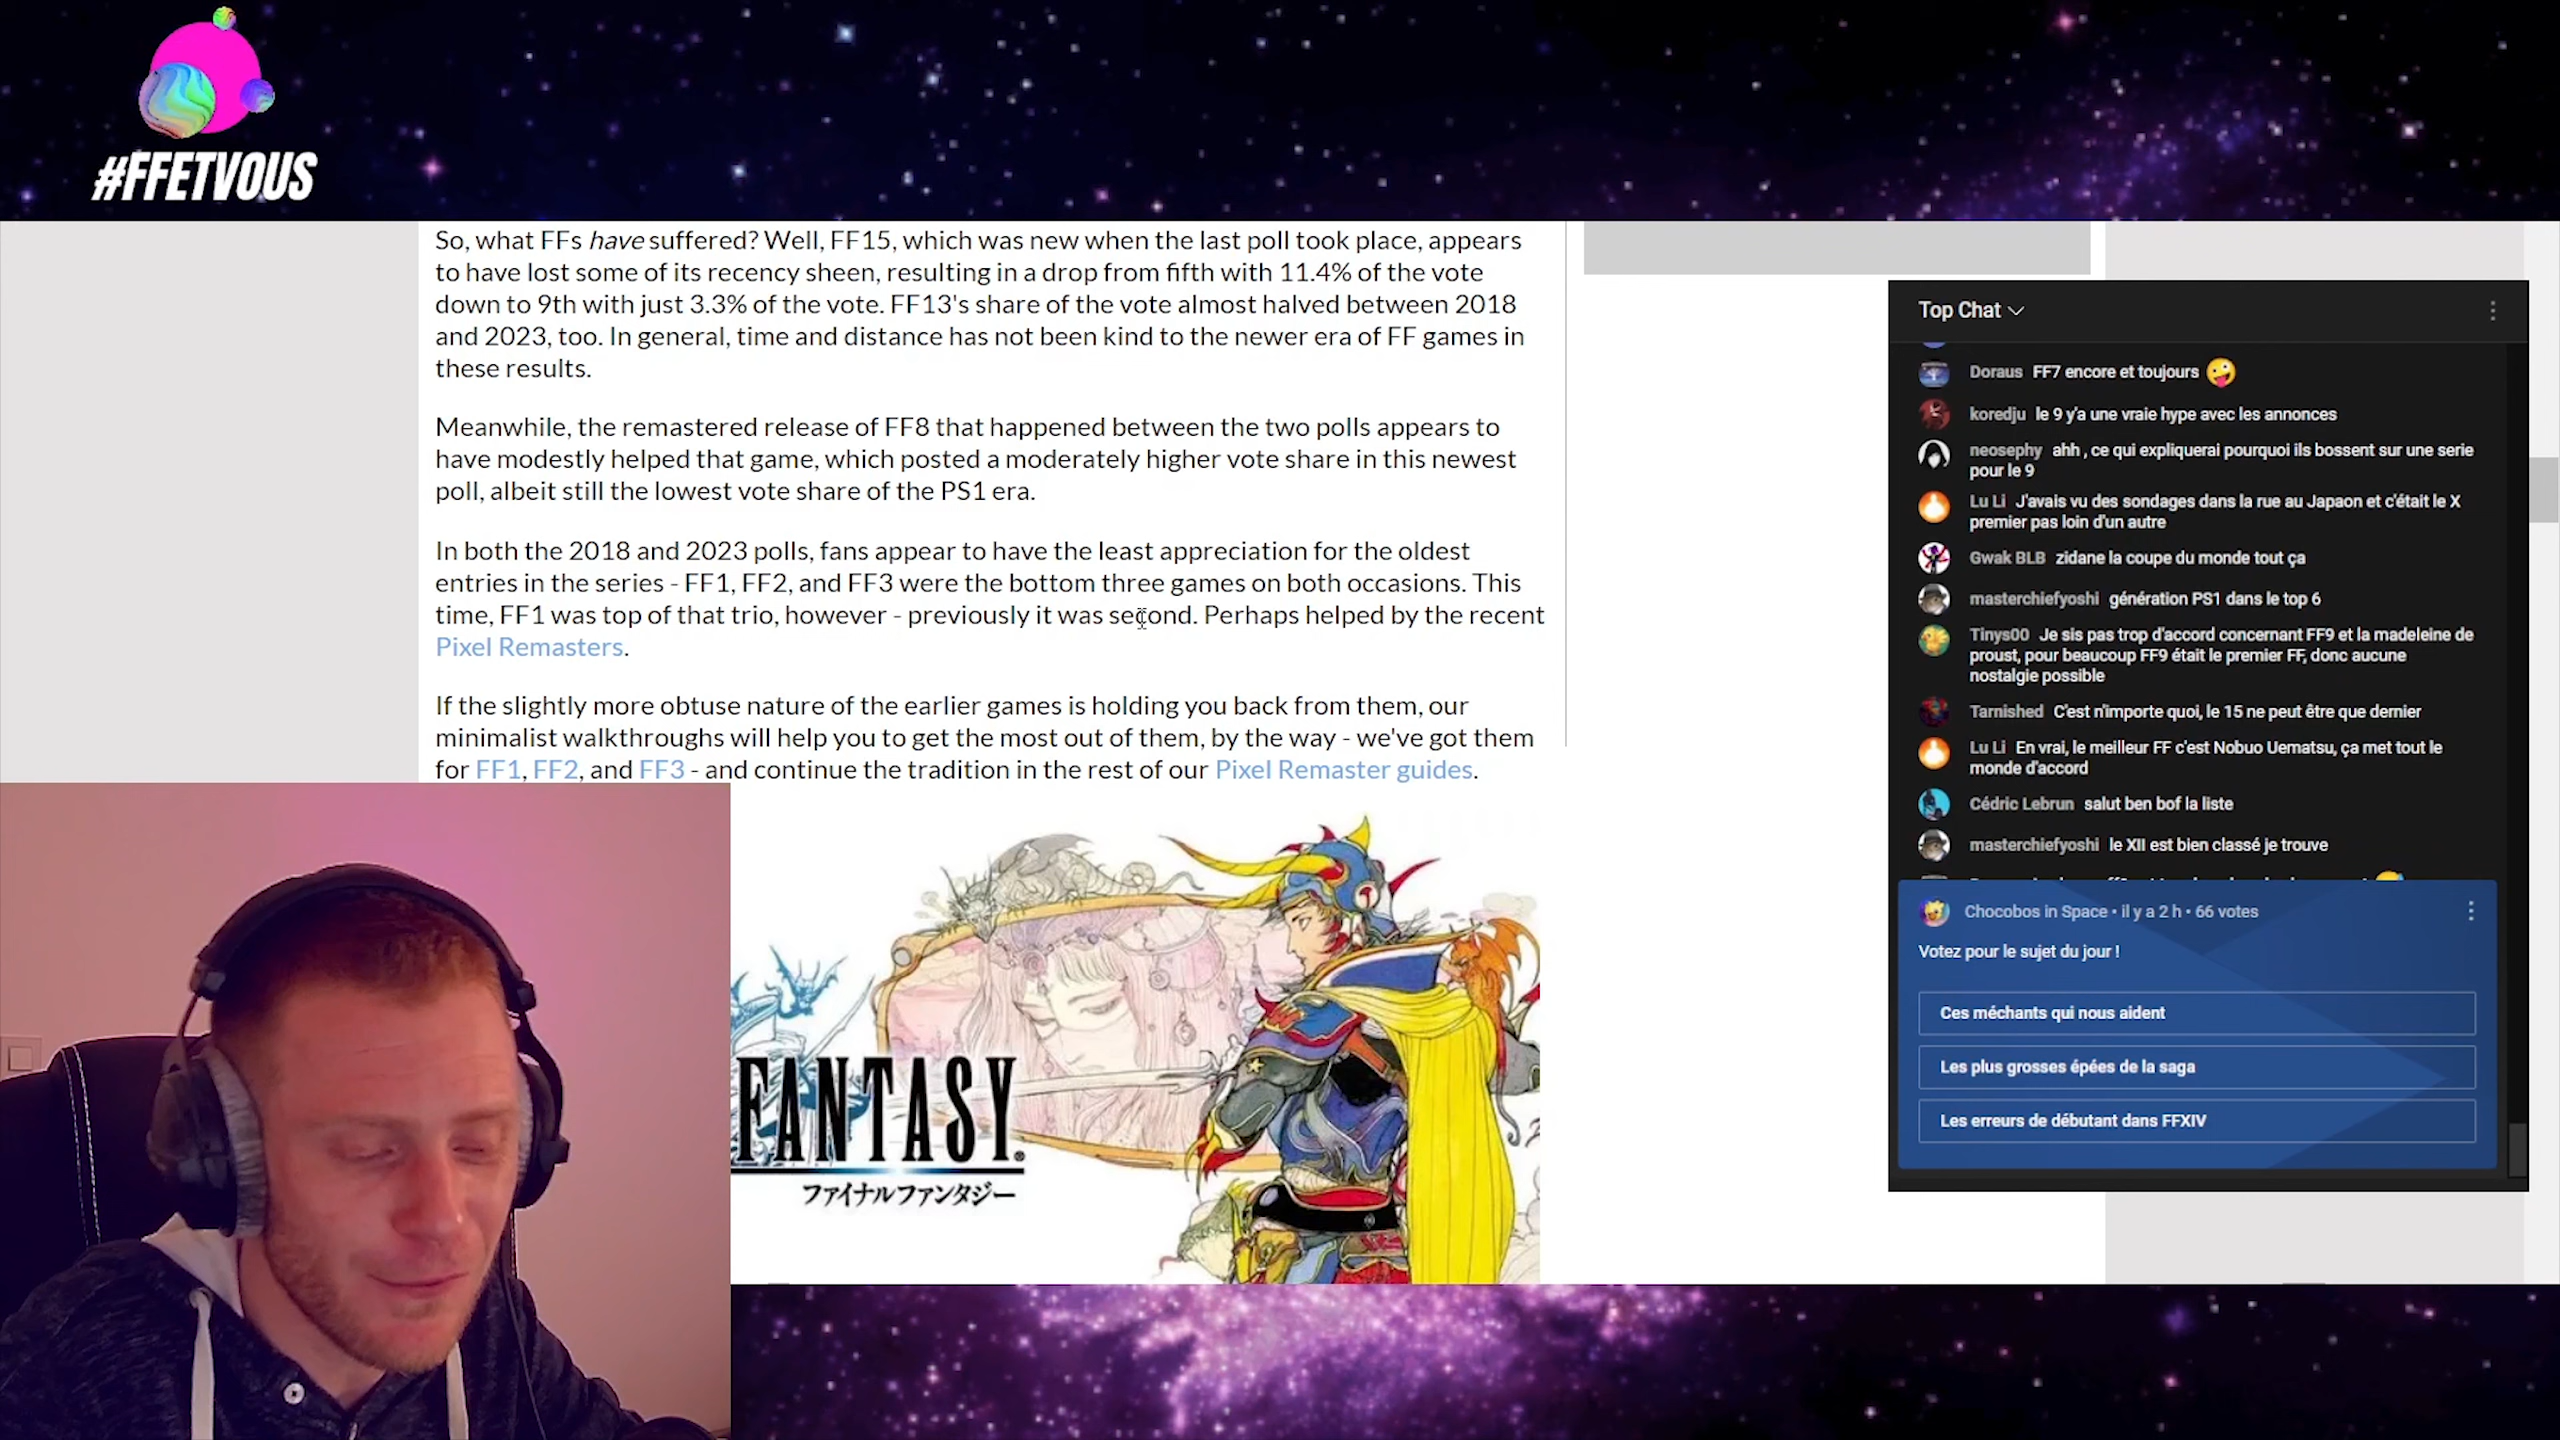 #FFETVOUS
So, what FFs have suffered? Well, FF15, which was new when the last poll took place, appears
to have lost some of its recency sheen, resulting in a drop from fifth with 11.4% of the vote
down to 9th with just 3.3% of the vote. FF13's share of the vote almost halved between 2018
and 2023, too. In general, time and distance has not been kind to the newer era of FF games in
these results.
Meanwhile, the remastered release of FF8 that happened between the two polls appears to
have modestly helped that game, which posted a moderately higher vote share in this newest
poll, albeit still the lowest vote share of the PS1 era.
In both the 2018 and 2023 polls, fans appear to have the least appreciation for the oldest
entries in the series - FF1, FF2, and FF3 were the bottom three games on both occasions. This
time, FF1 was top of that trio, however - previously it was second. Perhaps helped by the recent
Pixel Remasters.
If the slightly more obtuse nature of the earlier games is holding you back from them, our
minimalist walkthroughs will help you to get the most out of them, by the way - we've got them
for FF1, FF2, and FF3 - and continue the tradition in the rest of our Pixel Remaster guides.
FANTASY
ファイナルファンタジー
Top Chat
Doraus FF7 encore et toujours
koredju le 9 y'a une vraie hype avec les annonces
neosephy ahh , ce qui expliquerai pourquoi ils bossent sur une serie
pour le 9
Lu Li J'avais vu des sondages dans la rue au Japaon et c'était le X
premier pas loin d'un autre
Gwak BLB zidane la coupe du monde tout ça
masterchiefyoshi génération PS1 dans le top 6
Tinys00 Je sis pas trop d'accord concernant FF9 et la madeleine de
proust, pour beaucoup FF9 était le premier FF, donc aucune
nostalgie possible
Tarnished C'est n'importe quoi, le 15 ne peut être que dernier
Lu Li En vrai, le meilleur FF c'est Nobuo Uematsu, ça met tout le
monde d'accord
Cédric Lebrun salut ben bof la liste
masterchiefyoshi le XII est bien classé je trouve
Chocobos in Space • il y a 2 h • 66 votes
Votez pour le sujet du jour !
Ces méchants qui nous aident
Les plus grosses épées de la saga
Les erreurs de débutant dans FFXIV